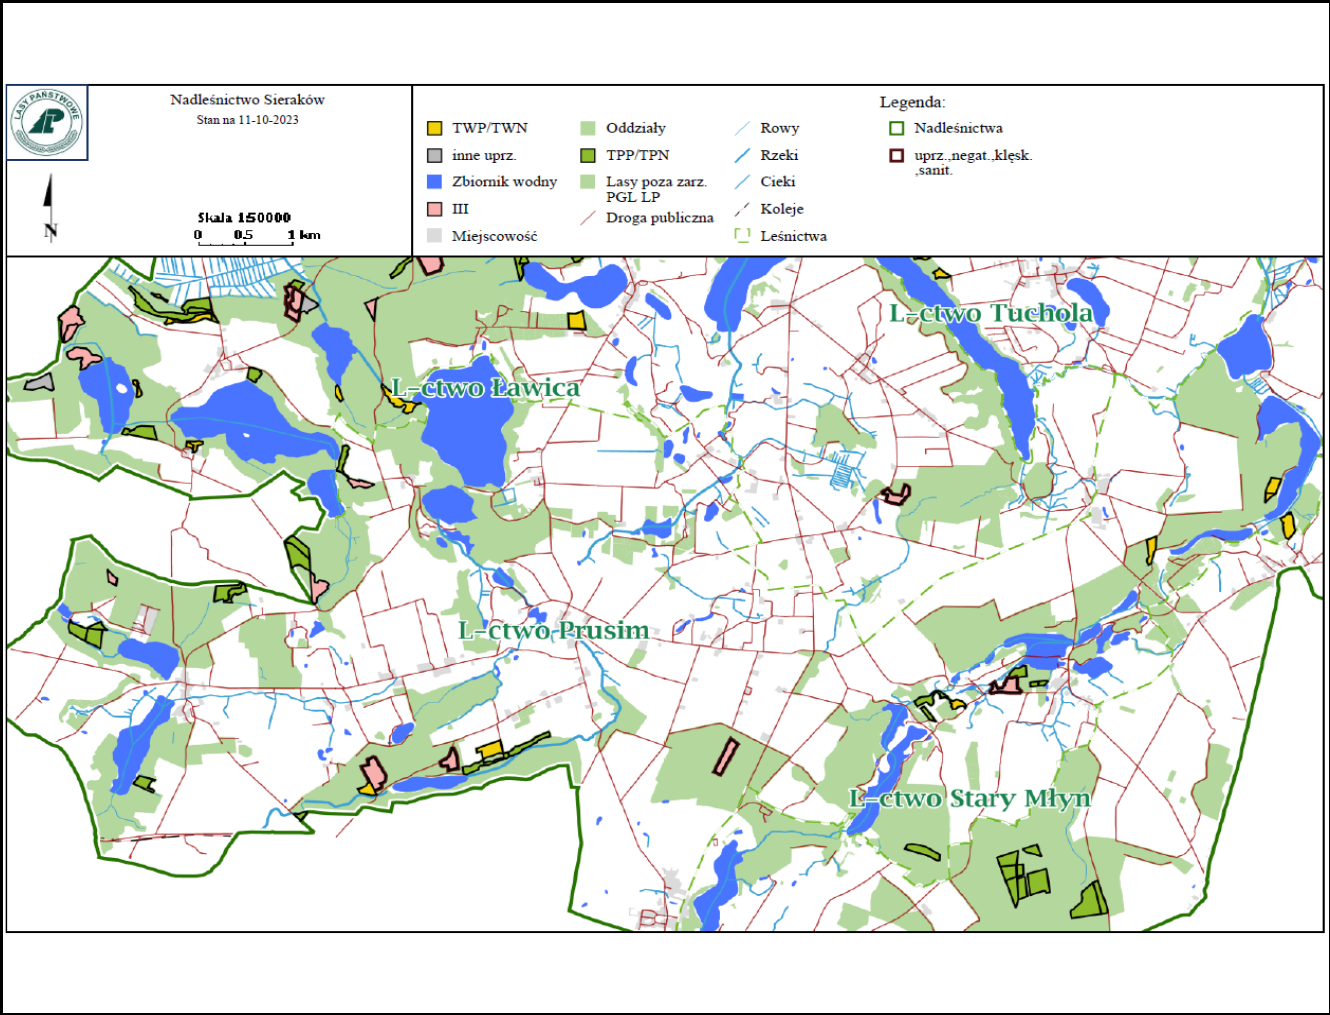 LASY PAŃSTWOWE
Nadleśnictwo Sieraków
Stan na 11-10-2023
N
Skala 1:50000
0 0.5 1 km
Legenda:
TWP/TWN
inne uprz.
Zbiornik wodny
III
Miejscowość
Oddziały
TPP/TPN
Lasy poza zarz.
PGL LP
Droga publiczna
Rowy
Rzeki
Cieki
Koleje
Leśnictwa
Nadleśnictwa
uprz.,negat.,klęsk.
,sanit.
L-ctwo Tuchola
L-ctwo Ławica
L-ctwo Prusim
L-ctwo Stary Młyn